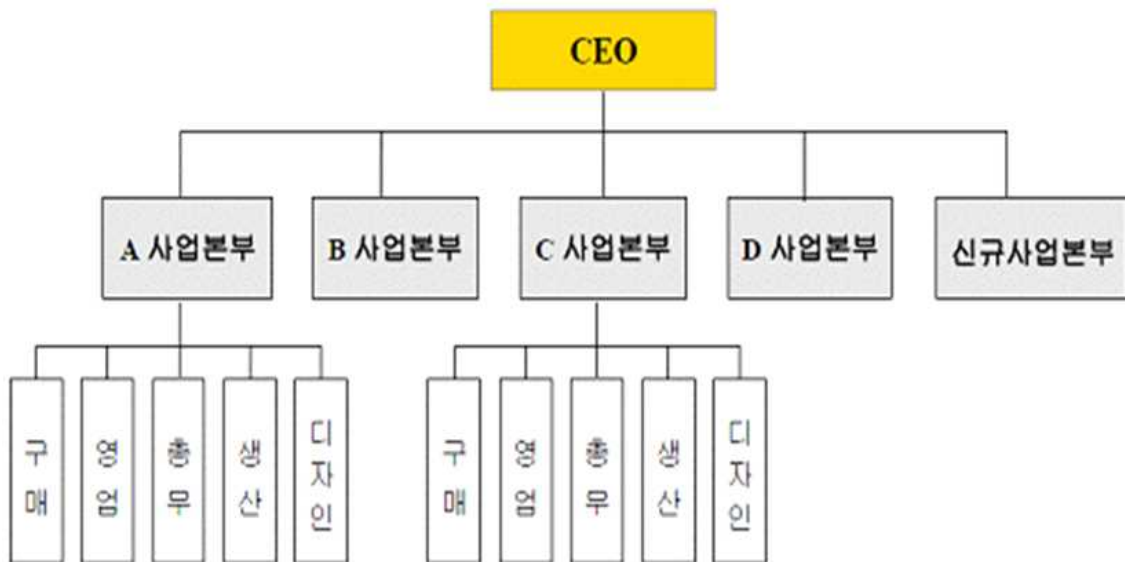 CEO
A 사업본부
B 사업본부
C 사업본부
D 사업본부
신규사업본부
구매
영업
총무
생산
디자인
구매
영업
총무
생산
디자인